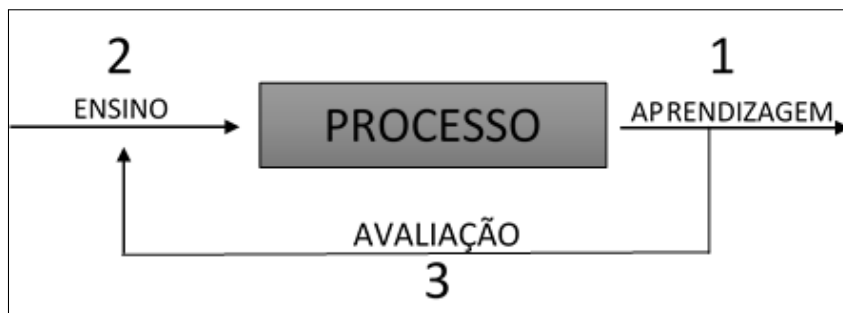 2
1
ENSINO
PROCESSO
APRENDIZAGEM
AVALIAÇÃO
3